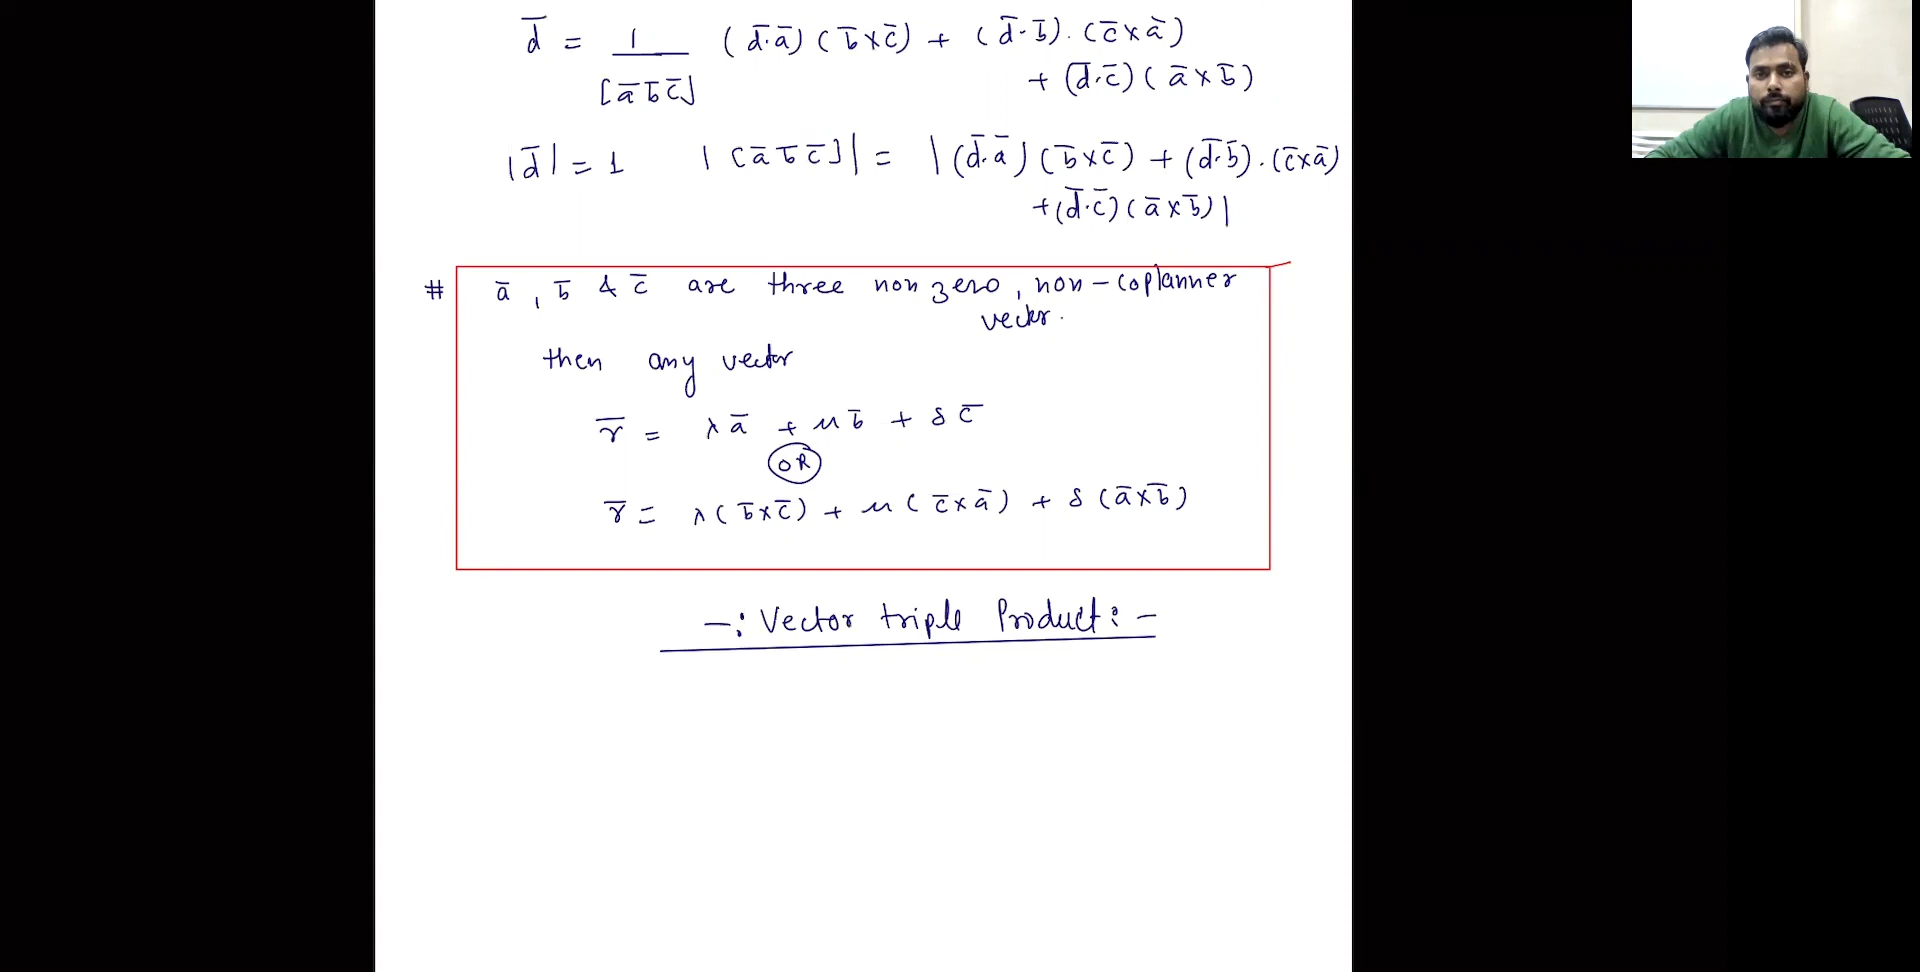 d̄ = 1/[ā b̄ c̄] (d̄·ā)(b̄×c̄) + (d̄·b̄).(c̄×ā)
+ (d̄·c̄)(ā×b̄)
|d̄| = 1 |[ā b̄ c̄]| = |(d̄·ā)(b̄×c̄) + (d̄·b̄).(c̄×ā)
+(d̄·c̄)(ā×b̄)|
# ā, b̄ & c̄ are three non zero, non-coplanner
vector.
then any vector
r̄ = λā + μb̄ + δc̄
OR
r̄ = λ(b̄×c̄) + μ(c̄×ā) + δ(ā×b̄)
-: Vector triple Product:-